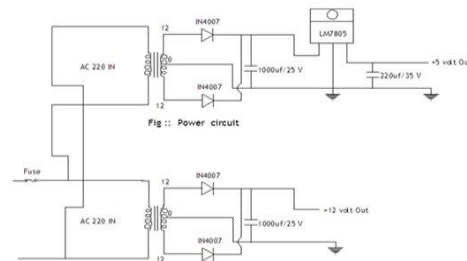 12
IN4007
LM7805
AC 220 IN
0
1000uf/25 V
220uf/35 V
+5 volt Out
12
IN4007
Fig :: Power circuit
Fuse
12
IN4007
AC 220 IN
0
1000uf/25 V
+12 volt Out
12
IN4007